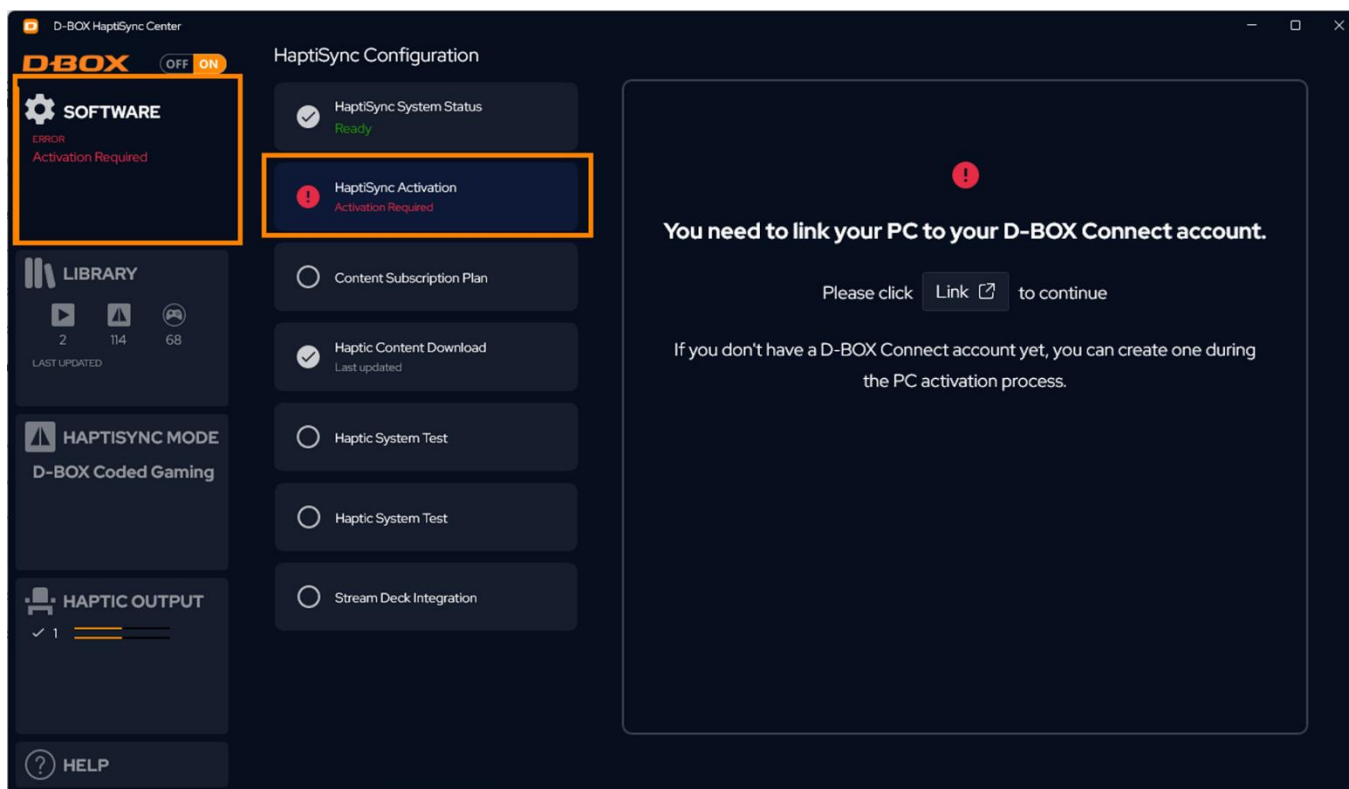 D-BOX HaptiSync Center
D-BOX OFF ON
SOFTWARE
ERROR
Activation Required
LIBRARY
2 114 68
LAST UPDATED
HAPTISYNC MODE
D-BOX Coded Gaming
HAPTIC OUTPUT
1
HELP
HaptiSync Configuration
HaptiSync System Status
Ready
HaptiSync Activation
Activation Required
Content Subscription Plan
Haptic Content Download
Last updated
Haptic System Test
Haptic System Test
Stream Deck Integration
You need to link your PC to your D-BOX Connect account.
Please click Link to continue
If you don't have a D-BOX Connect account yet, you can create one during
the PC activation process.